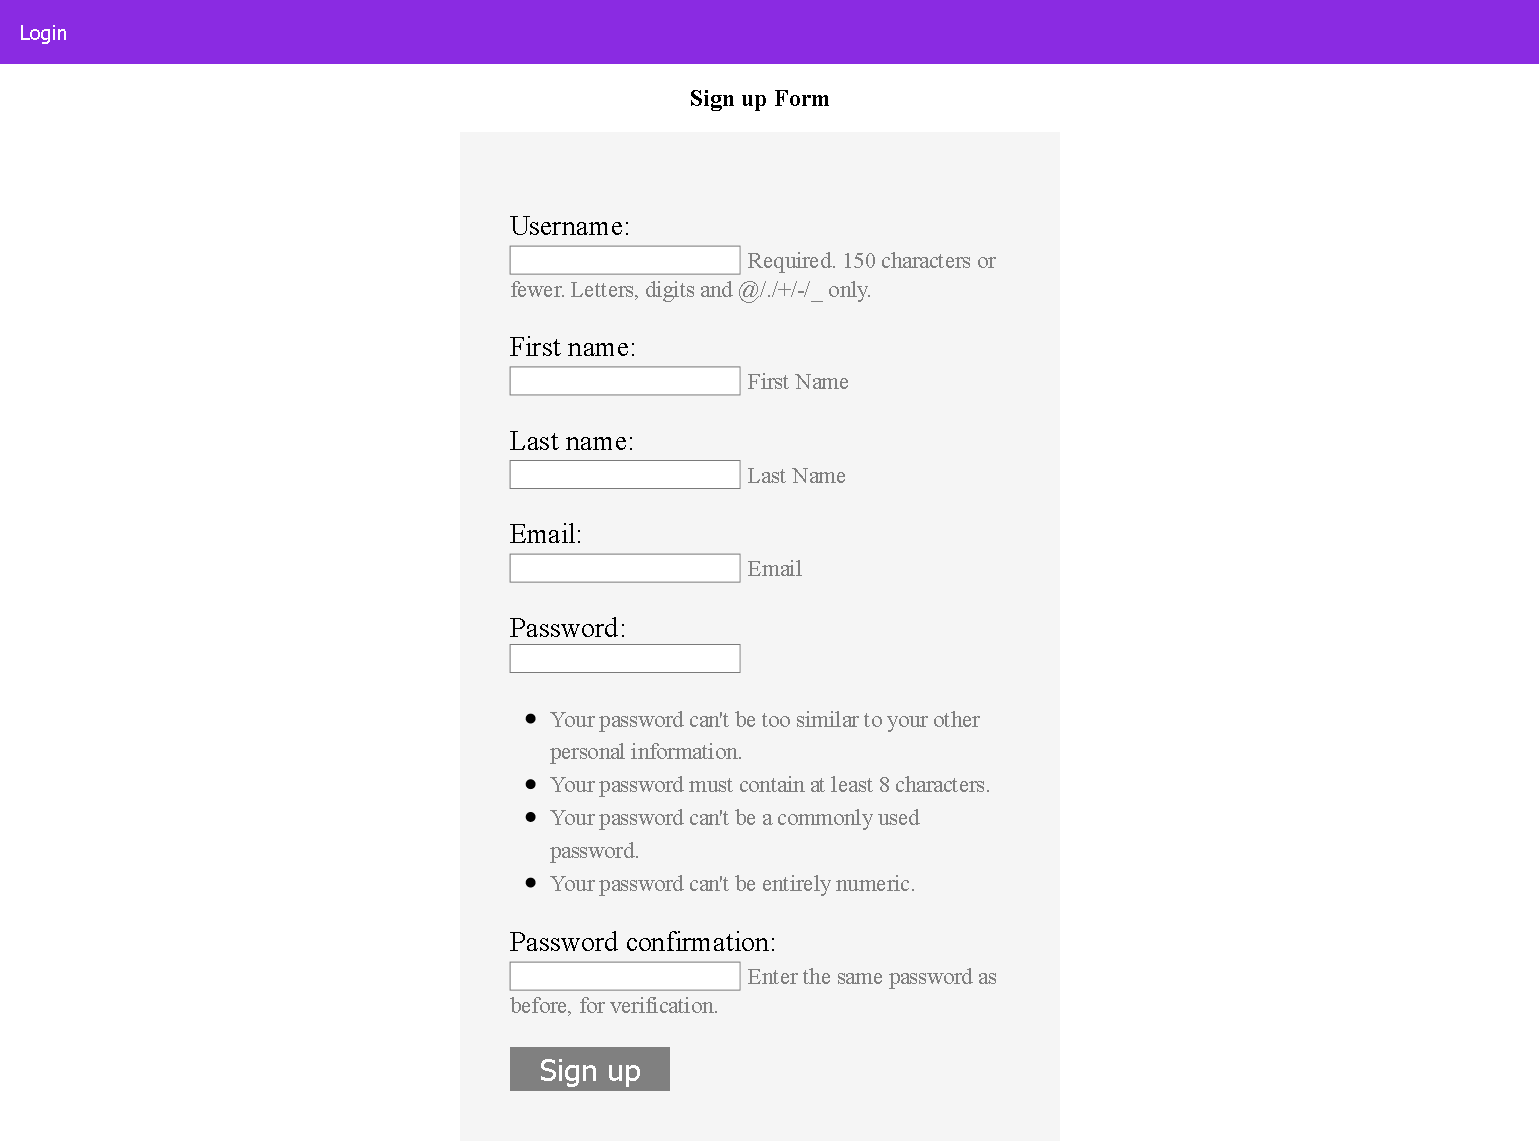 Login
Sign up Form
Username:
Required. 150 characters or
fewer. Letters, digits and @/./+/-/_ only.
First name:
First Name
Last name:
Last Name
Email:
Email
Password:
Your password can't be too similar to your other
personal information.
Your password must contain at least 8 characters.
Your password can't be a commonly used
password.
Your password can't be entirely numeric.
Password confirmation:
Enter the same password as
before, for verification.
Sign up